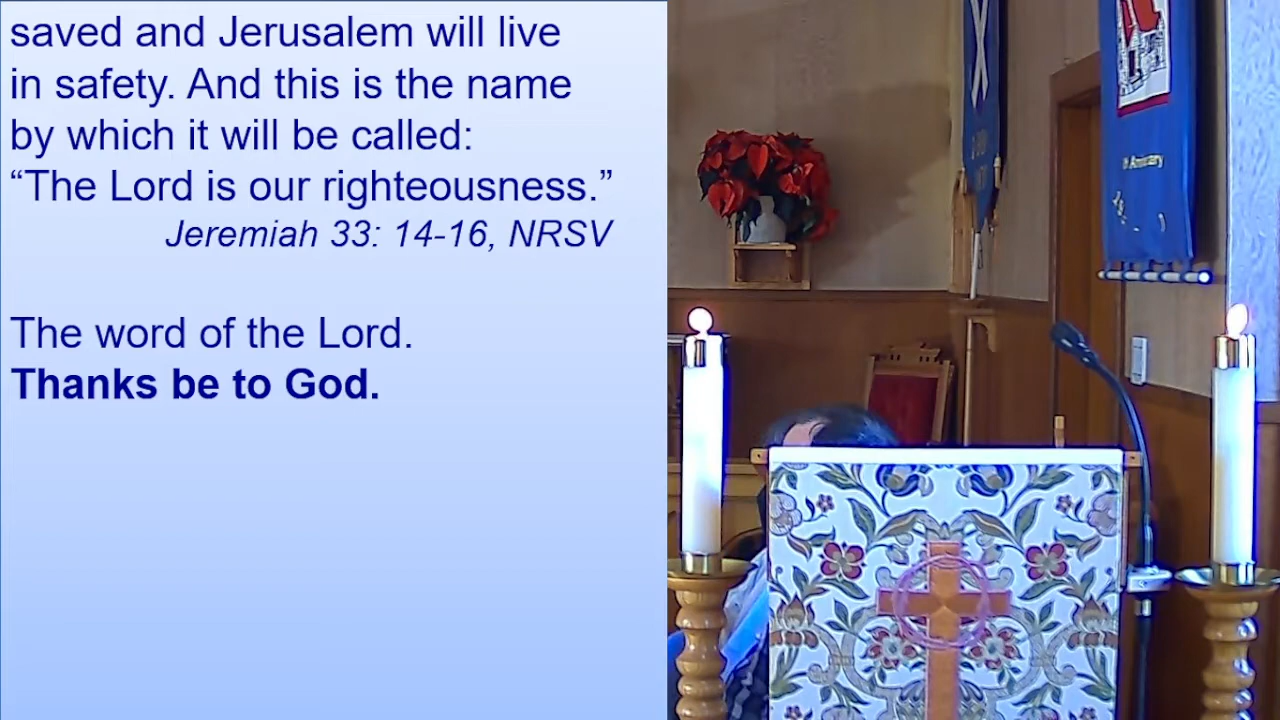 saved and Jerusalem will live
in safety. And this is the name
by which it will be called:
“The Lord is our righteousness.”
Jeremiah 33: 14-16, NRSV
The word of the Lord.
Thanks be to God.